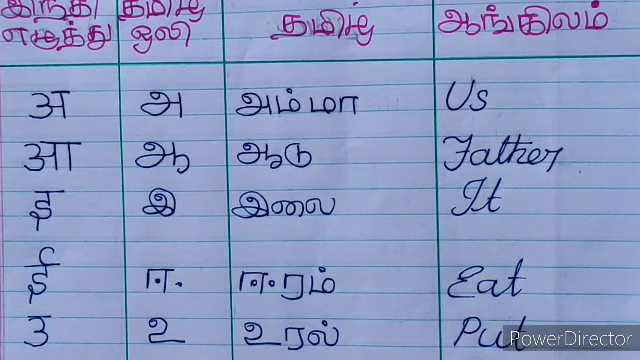 இந்தி தமிழ் தமிழ் ஆங்கிலம்
எழுத்து ஒலி
अ அ அம்மா Us
आ ஆ ஆடு Father
इ இ இலை It
ई ஈ ஈரம் Eat
उ உ உரல் Put
PowerDirector